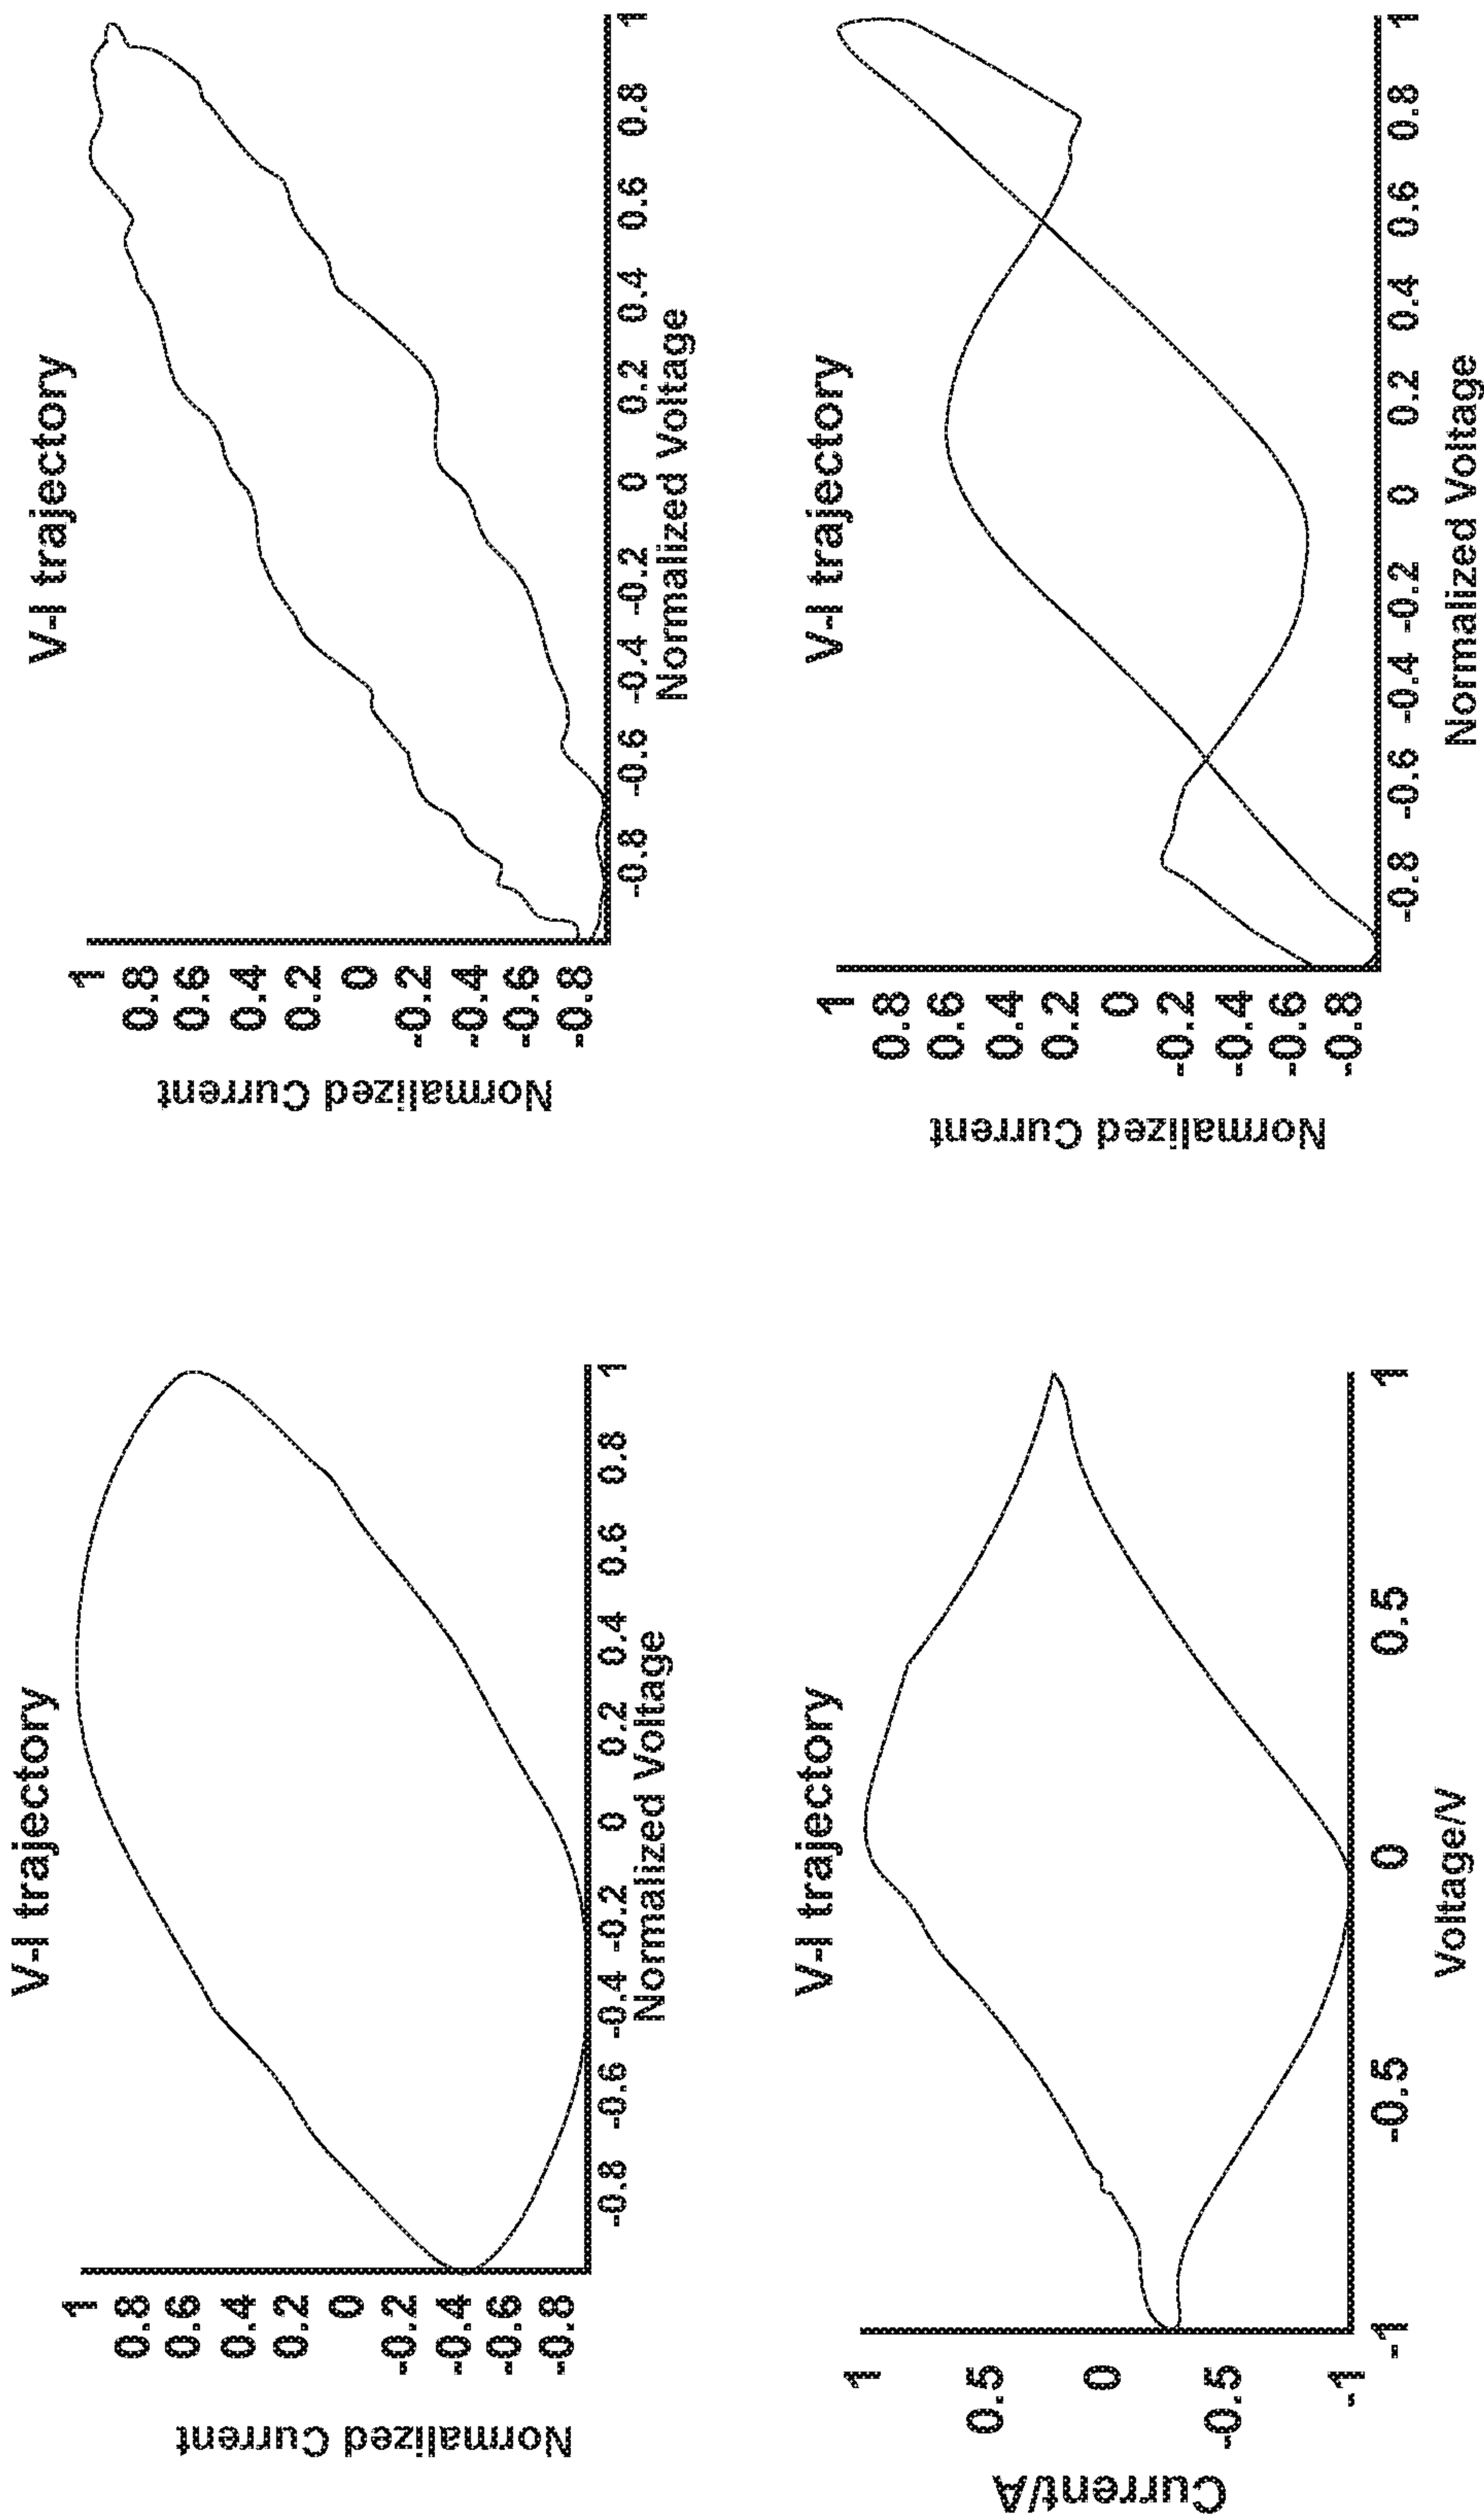 V-I trajectory
Normalized Current
1
0.8
0.6
0.4
0.2
0
-0.2
-0.4
-0.6
-0.8
-0.8 -0.6 -0.4 -0.2 0 0.2 0.4 0.6 0.8 1
Normalized Voltage
V-I trajectory
Normalized Current
1
0.8
0.6
0.4
0.2
0
-0.2
-0.4
-0.6
-0.8
-0.8 -0.6 -0.4 -0.2 0 0.2 0.4 0.6 0.8 1
Normalized Voltage
V-I trajectory
Current/A
1
0.5
0
-0.5
-1
-1 -0.5 0 0.5 1
Voltage/V
V-I trajectory
Normalized Current
1
0.8
0.6
0.4
0.2
0
-0.2
-0.4
-0.6
-0.8
-0.8 -0.6 -0.4 -0.2 0 0.2 0.4 0.6 0.8 1
Normalized Voltage